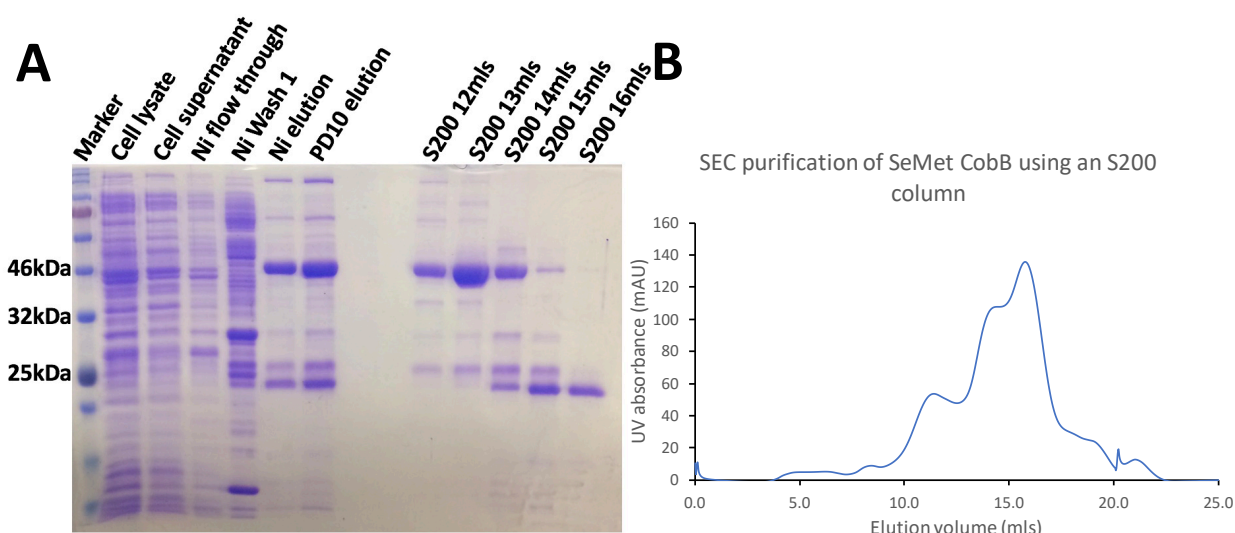 A
Marker
Cell lysate
Cell supernatant
Ni flow through
Ni Wash 1
Ni elution
PD10 elution
S200 12mls
S200 13mls
S200 14mls
S200 15mls
S200 16mls
46kDa
32kDa
25kDa
B
SEC purification of SeMet CobB using an S200
column
UV absorbance (mAU)
160
140
120
100
80
60
40
20
0
0.0 5.0 10.0 15.0 20.0 25.0
Elution volume (mls)